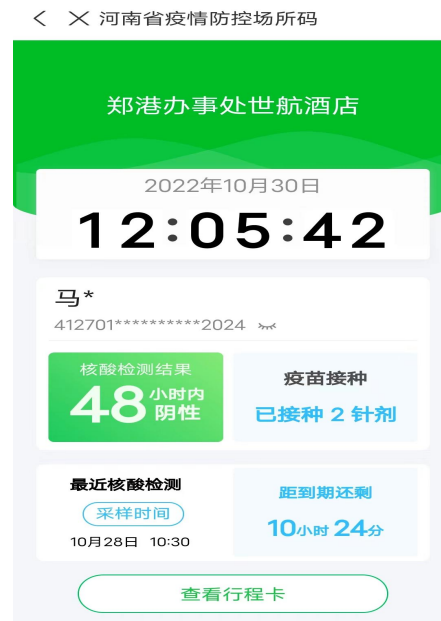 河南省疫情防控场所码
郑港办事处世航酒店
2022年10月30日
12:05:42
马*
412701**********2024
核酸检测结果
48小时内阴性
疫苗接种
已接种 2 针剂
最近核酸检测
采样时间
10月28日 10:30
距到期还剩
10小时24分
查看行程卡